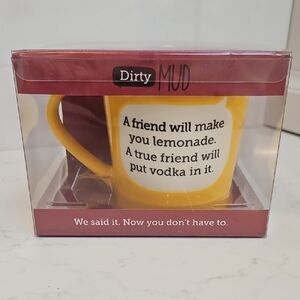 Dirty MUD
A friend will make
you lemonade.
A true friend will
put vodka in it.
We said it. Now you don't have to.